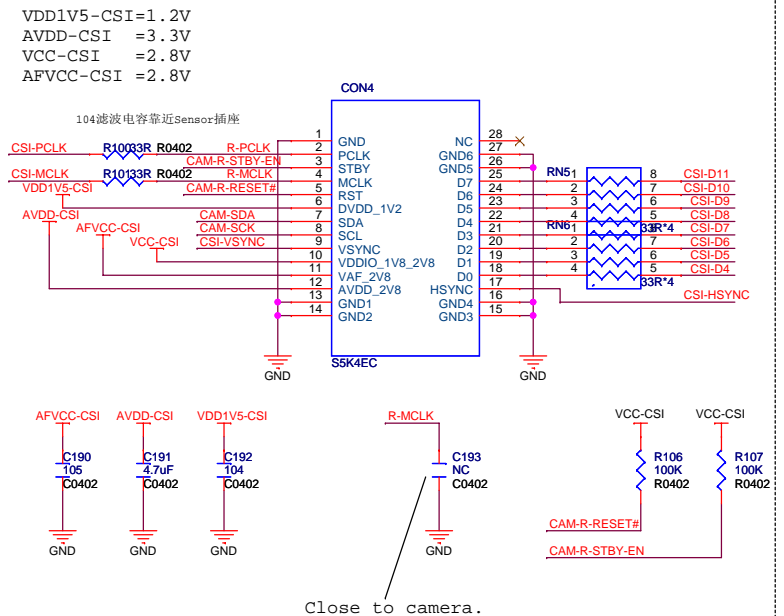 VDD1V5-CSI=1.2V
AVDD-CSI =3.3V
VCC-CSI =2.8V
AFVCC-CSI =2.8V
CON4
104滤波电容靠近Sensor插座
CSI-PCLK R10033R R0402 R-PCLK 1 GND NC 28
CAM-R-STBY-EN 2 PCLK GND6 27
3 STBY GND5 26
CSI-MCLK R10133R R0402 R-MCLK 4 MCLK D7 25 RN5 1 8 CSI-D11
VDD1V5-CSI CAM-R-RESET# 5 RST D6 24 2 7 CSI-D10
6 DVDD_1V2 D5 23 3 6 CSI-D9
AVDD-CSI CAM-SDA 7 SDA D4 22 4 5 CSI-D8
AFVCC-CSI CAM-SCK 8 SCL D3 21 RN6 1 8 33R*4 CSI-D7
VCC-CSI CSI-VSYNC 9 VSYNC D2 20 2 7 CSI-D6
10 VDDIO_1V8_2V8 D1 19 3 6 CSI-D5
11 VAF_2V8 D0 18 4 5 CSI-D4
12 AVDD_2V8 HSYNC 17 33R*4
13 GND1 GND4 16 CSI-HSYNC
14 GND2 GND3 15
S5K4EC
GND GND
AFVCC-CSI AVDD-CSI VDD1V5-CSI R-MCLK VCC-CSI VCC-CSI
C190 C191 C192 C193 R106 R107
105 4.7uF 104 NC 100K 100K
C0402 C0402 C0402 C0402 R0402 R0402
CAM-R-RESET#
GND GND GND GND
CAM-R-STBY-EN
Close to camera.